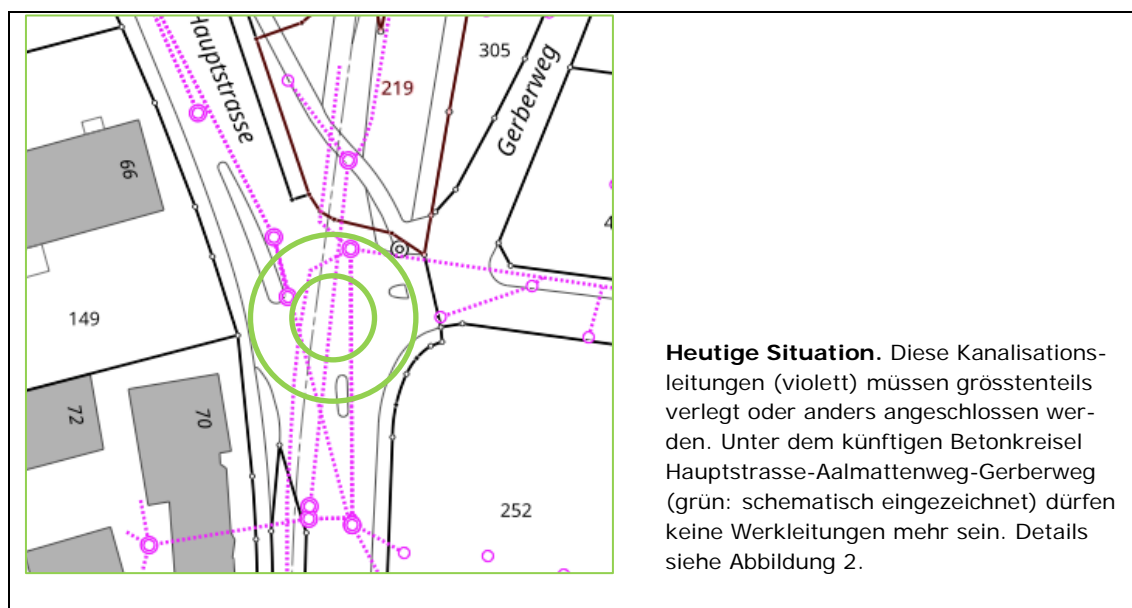 Hauptstrasse
305
Gerberweg
219
66
4
149
72
70
252
Heutige Situation. Diese Kanalisations-
leitungen (violett) müssen grösstenteils
verlegt oder anders angeschlossen wer-
den. Unter dem künftigen Betonkreisel
Hauptstrasse-Aalmattenweg-Gerberweg
(grün: schematisch eingezeichnet) dürfen
keine Werkleitungen mehr sein. Details
siehe Abbildung 2.